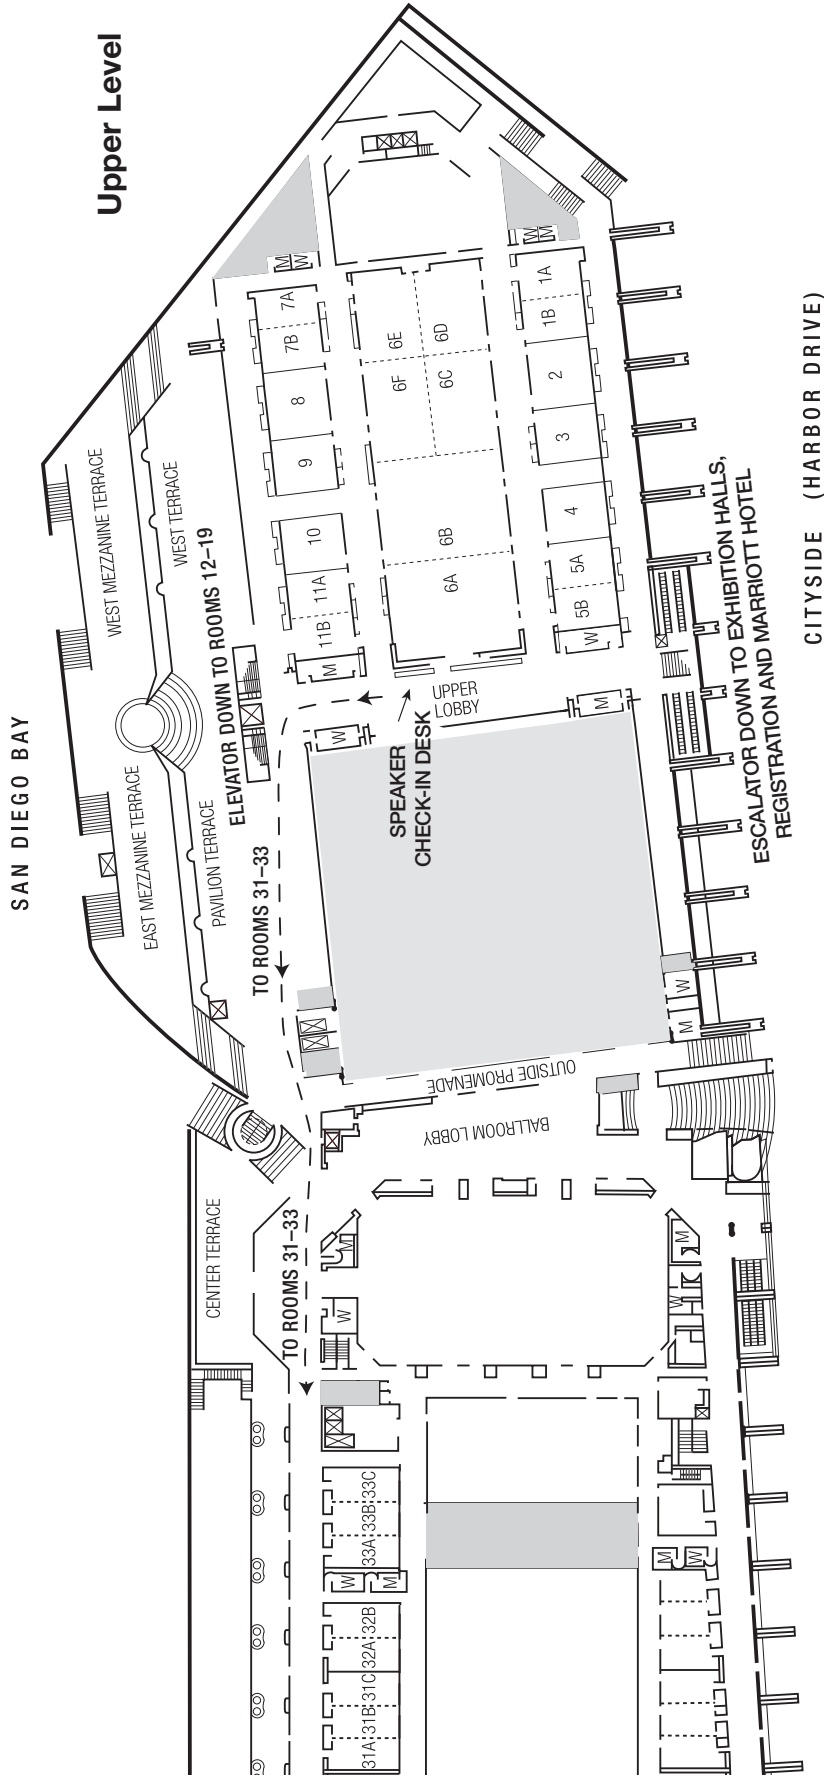 Upper Level
SAN DIEGO BAY
CITYSIDE (HARBOR DRIVE)
WEST MEZZANINE TERRACE
WEST TERRACE
ELEVATOR DOWN TO ROOMS 12–19
EAST MEZZANINE TERRACE
PAVILION TERRACE
TO ROOMS 31–33
CENTER TERRACE
TO ROOMS 31–33
M
W
7A
7B
8
9
10
11A
11B
M
W
6E
6D
6F
6C
6B
6A
W
M
1A
1B
2
3
4
5A
5B
W
M
UPPER
LOBBY
SPEAKER
CHECK-IN DESK
ESCALATOR DOWN TO EXHIBITION HALLS,
REGISTRATION AND MARRIOTT HOTEL
W
M
OUTSIDE PROMENADE
BALLROOM LOBBY
M
W
M
W
33C
33B
33A
W
M
32B
32A
31C
31B
31A
M
W